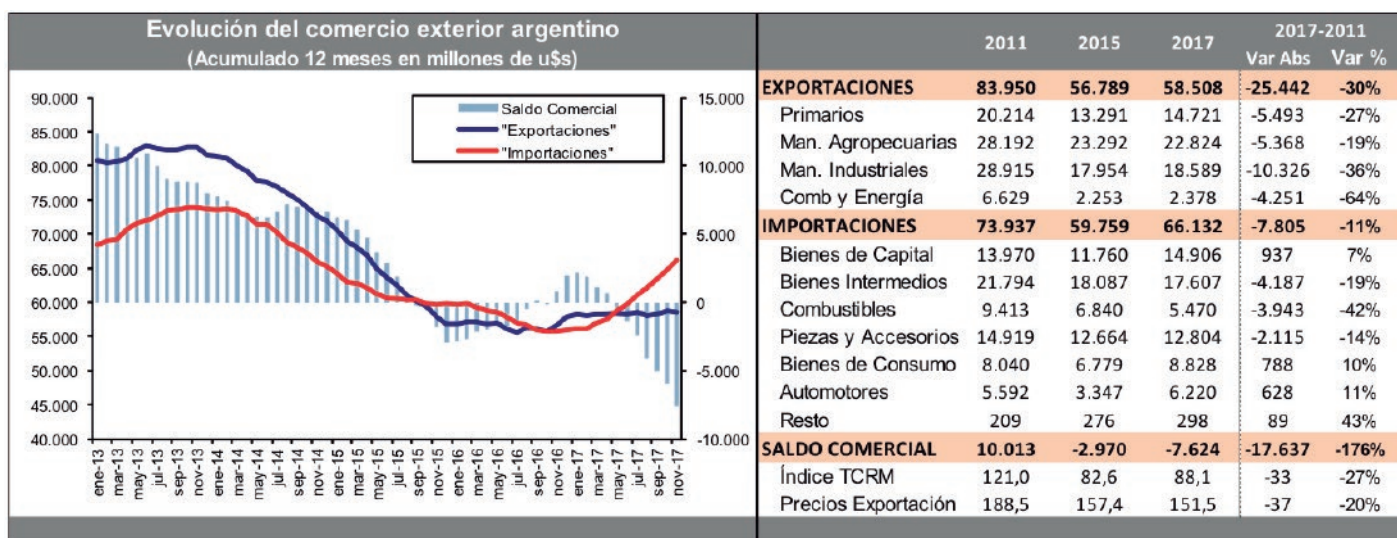 Evolución del comercio exterior argentino
(Acumulado 12 meses en millones de u$s)
90.000
85.000
80.000
75.000
70.000
65.000
60.000
55.000
50.000
45.000
40.000
Saldo Comercial
"Exportaciones"
"Importaciones"
15.000
10.000
5.000
0
-5.000
-10.000
ene-13
mar-13
may-13
jul-13
sep-13
nov-13
ene-14
mar-14
may-14
jul-14
sep-14
nov-14
ene-15
mar-15
may-15
jul-15
sep-15
nov-15
ene-16
mar-16
may-16
jul-16
sep-16
nov-16
ene-17
mar-17
may-17
jul-17
sep-17
nov-17
2017-2011
2011 2015 2017 Var Abs Var %
EXPORTACIONES 83.950 56.789 58.508 -25.442 -30%
Primarios 20.214 13.291 14.721 -5.493 -27%
Man. Agropecuarias 28.192 23.292 22.824 -5.368 -19%
Man. Industriales 28.915 17.954 18.589 -10.326 -36%
Comb y Energía 6.629 2.253 2.378 -4.251 -64%
IMPORTACIONES 73.937 59.759 66.132 -7.805 -11%
Bienes de Capital 13.970 11.760 14.906 937 7%
Bienes Intermedios 21.794 18.087 17.607 -4.187 -19%
Combustibles 9.413 6.840 5.470 -3.943 -42%
Piezas y Accesorios 14.919 12.664 12.804 -2.115 -14%
Bienes de Consumo 8.040 6.779 8.828 788 10%
Automotores 5.592 3.347 6.220 628 11%
Resto 209 276 298 89 43%
SALDO COMERCIAL 10.013 -2.970 -7.624 -17.637 -176%
Índice TCRM 121,0 82,6 88,1 -33 -27%
Precios Exportación 188,5 157,4 151,5 -37 -20%